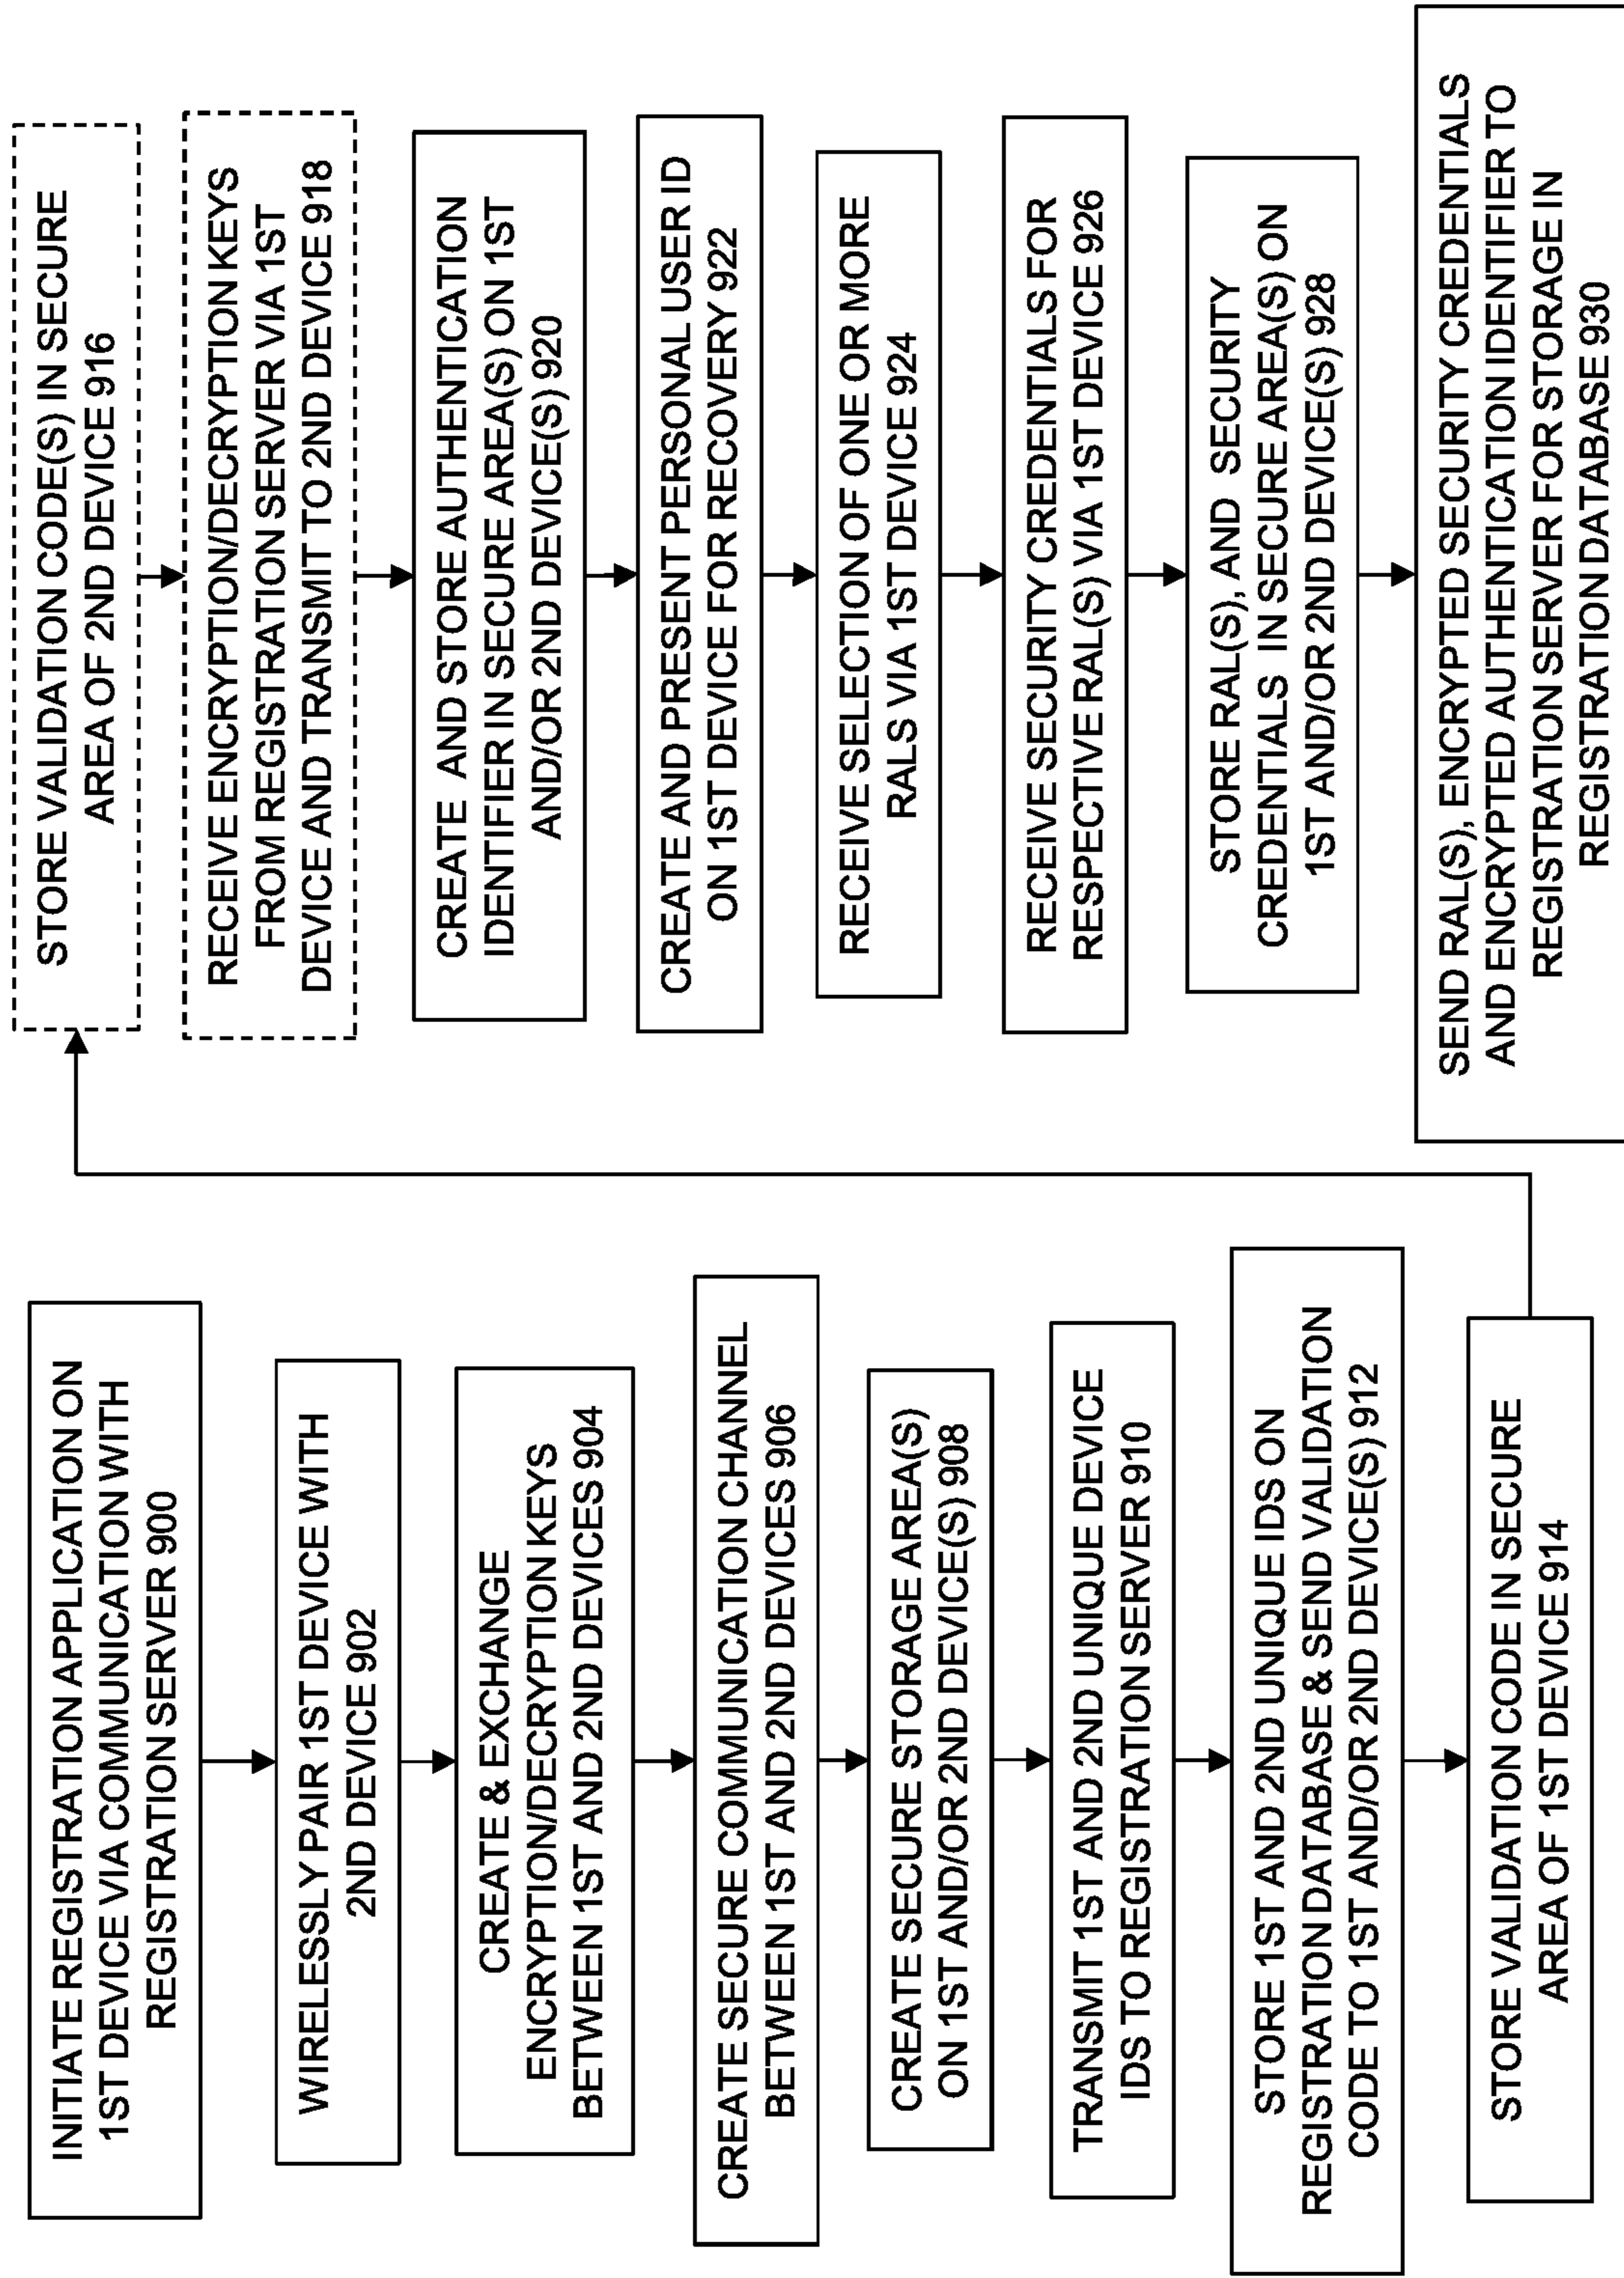 INITIATE REGISTRATION APPLICATION ON
1ST DEVICE VIA COMMUNICATION WITH
REGISTRATION SERVER 900
WIRELESSLY PAIR 1ST DEVICE WITH
2ND DEVICE 902
CREATE & EXCHANGE
ENCRYPTION/DECRYPTION KEYS
BETWEEN 1ST AND 2ND DEVICES 904
CREATE SECURE COMMUNICATION CHANNEL
BETWEEN 1ST AND 2ND DEVICES 906
CREATE SECURE STORAGE AREA(S)
ON 1ST AND/OR 2ND DEVICE(S) 908
TRANSMIT 1ST AND 2ND UNIQUE DEVICE
IDS TO REGISTRATION SERVER 910
STORE 1ST AND 2ND UNIQUE IDS ON
REGISTRATION DATABASE & SEND VALIDATION
CODE TO 1ST AND/OR 2ND DEVICE(S) 912
STORE VALIDATION CODE IN SECURE
AREA OF 1ST DEVICE 914
STORE VALIDATION CODE(S) IN SECURE
AREA OF 2ND DEVICE 916
RECEIVE ENCRYPTION/DECRYPTION KEYS
FROM REGISTRATION SERVER VIA 1ST
DEVICE AND TRANSMIT TO 2ND DEVICE 918
CREATE AND STORE AUTHENTICATION
IDENTIFIER IN SECURE AREA(S) ON 1ST
AND/OR 2ND DEVICE(S) 920
CREATE AND PRESENT PERSONAL USER ID
ON 1ST DEVICE FOR RECOVERY 922
RECEIVE SELECTION OF ONE OR MORE
RALS VIA 1ST DEVICE 924
RECEIVE SECURITY CREDENTIALS FOR
RESPECTIVE RAL(S) VIA 1ST DEVICE 926
STORE RAL(S), AND SECURITY
CREDENTIALS IN SECURE AREA(S) ON
1ST AND/OR 2ND DEVICE(S) 928
SEND RAL(S), ENCRYPTED SECURITY CREDENTIALS
AND ENCRYPTED AUTHENTICATION IDENTIFIER TO
REGISTRATION SERVER FOR STORAGE IN
REGISTRATION DATABASE 930